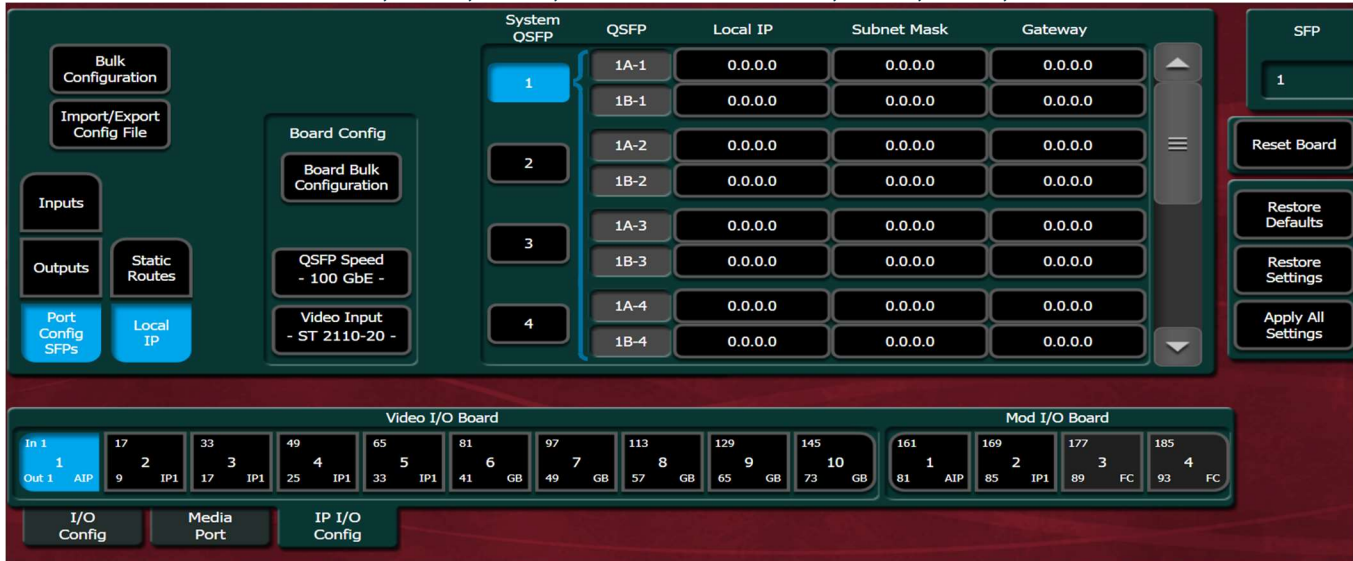 System
QSFP
QSFP
Local IP
Subnet Mask
Gateway
SFP
Bulk
Configuration
Import/Export
Config File
Board Config
Board Bulk
Configuration
QSFP Speed
- 100 GbE -
Video Input
- ST 2110-20 -
Inputs
Outputs
Static
Routes
Port
Config
SFPs
Local
IP
1
1A-1 0.0.0.0 0.0.0.0 0.0.0.0
1B-1 0.0.0.0 0.0.0.0 0.0.0.0
2
1A-2 0.0.0.0 0.0.0.0 0.0.0.0
1B-2 0.0.0.0 0.0.0.0 0.0.0.0
3
1A-3 0.0.0.0 0.0.0.0 0.0.0.0
1B-3 0.0.0.0 0.0.0.0 0.0.0.0
4
1A-4 0.0.0.0 0.0.0.0 0.0.0.0
1B-4 0.0.0.0 0.0.0.0 0.0.0.0
1
Reset Board
Restore
Defaults
Restore
Settings
Apply All
Settings
Video I/O Board
In 1
1
Out 1 AIP
17
2
9 IP1
33
3
17 IP1
49
4
25 IP1
65
5
33 IP1
81
6
41 GB
97
7
49 GB
113
8
57 GB
129
9
65 GB
145
10
73 GB
Mod I/O Board
161
1
81 AIP
169
2
85 IP1
177
3
89 FC
185
4
93 FC
I/O
Config
Media
Port
IP I/O
Config